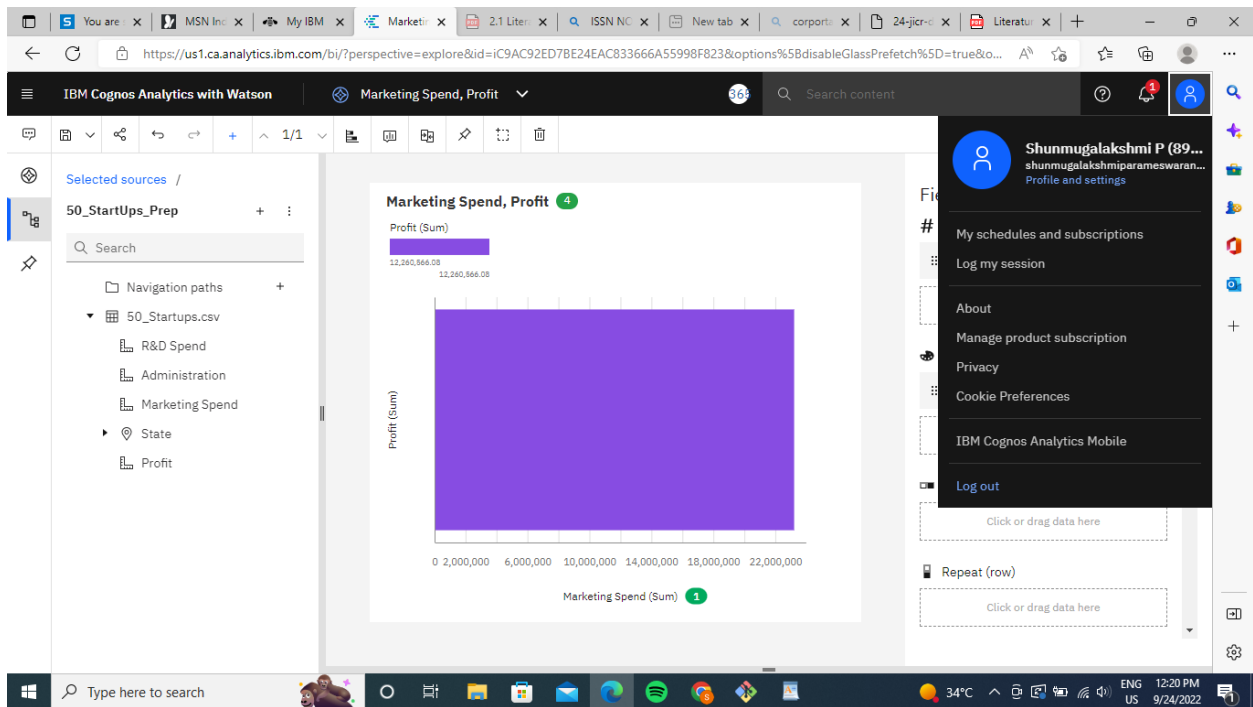 You are
MSN Inc
My IBM
Marketin
2.1 Liter
ISSN NO
New tab
corporta
24-jicr-
Literatur
https://us1.ca.analytics.ibm.com/bi/?perspective=explore&id=iC9AC92ED7BE24EAC833666A55998F823&options%5BdisableGlassPrefetch%5D=true&o...
IBM Cognos Analytics with Watson
Marketing Spend, Profit
Search content
1
1/1
Shunmugalakshmi P (89...
shunmugalakshmiparameswaran...
Profile and settings
Selected sources /
50_StartUps_Prep
Search
Navigation paths
50_Startups.csv
R&D Spend
Administration
Marketing Spend
State
Profit
Marketing Spend, Profit 4
Profit (Sum)
12,260,566.08
12,260,566.08
Profit (Sum)
0 2,000,000 6,000,000 10,000,000 14,000,000 18,000,000 22,000,000
Marketing Spend (Sum) 1
Fie
#
My schedules and subscriptions
Log my session
About
Manage product subscription
Privacy
Cookie Preferences
IBM Cognos Analytics Mobile
Log out
Click or drag data here
Repeat (row)
Click or drag data here
Type here to search
34°C
ENG
US
12:20 PM
9/24/2022